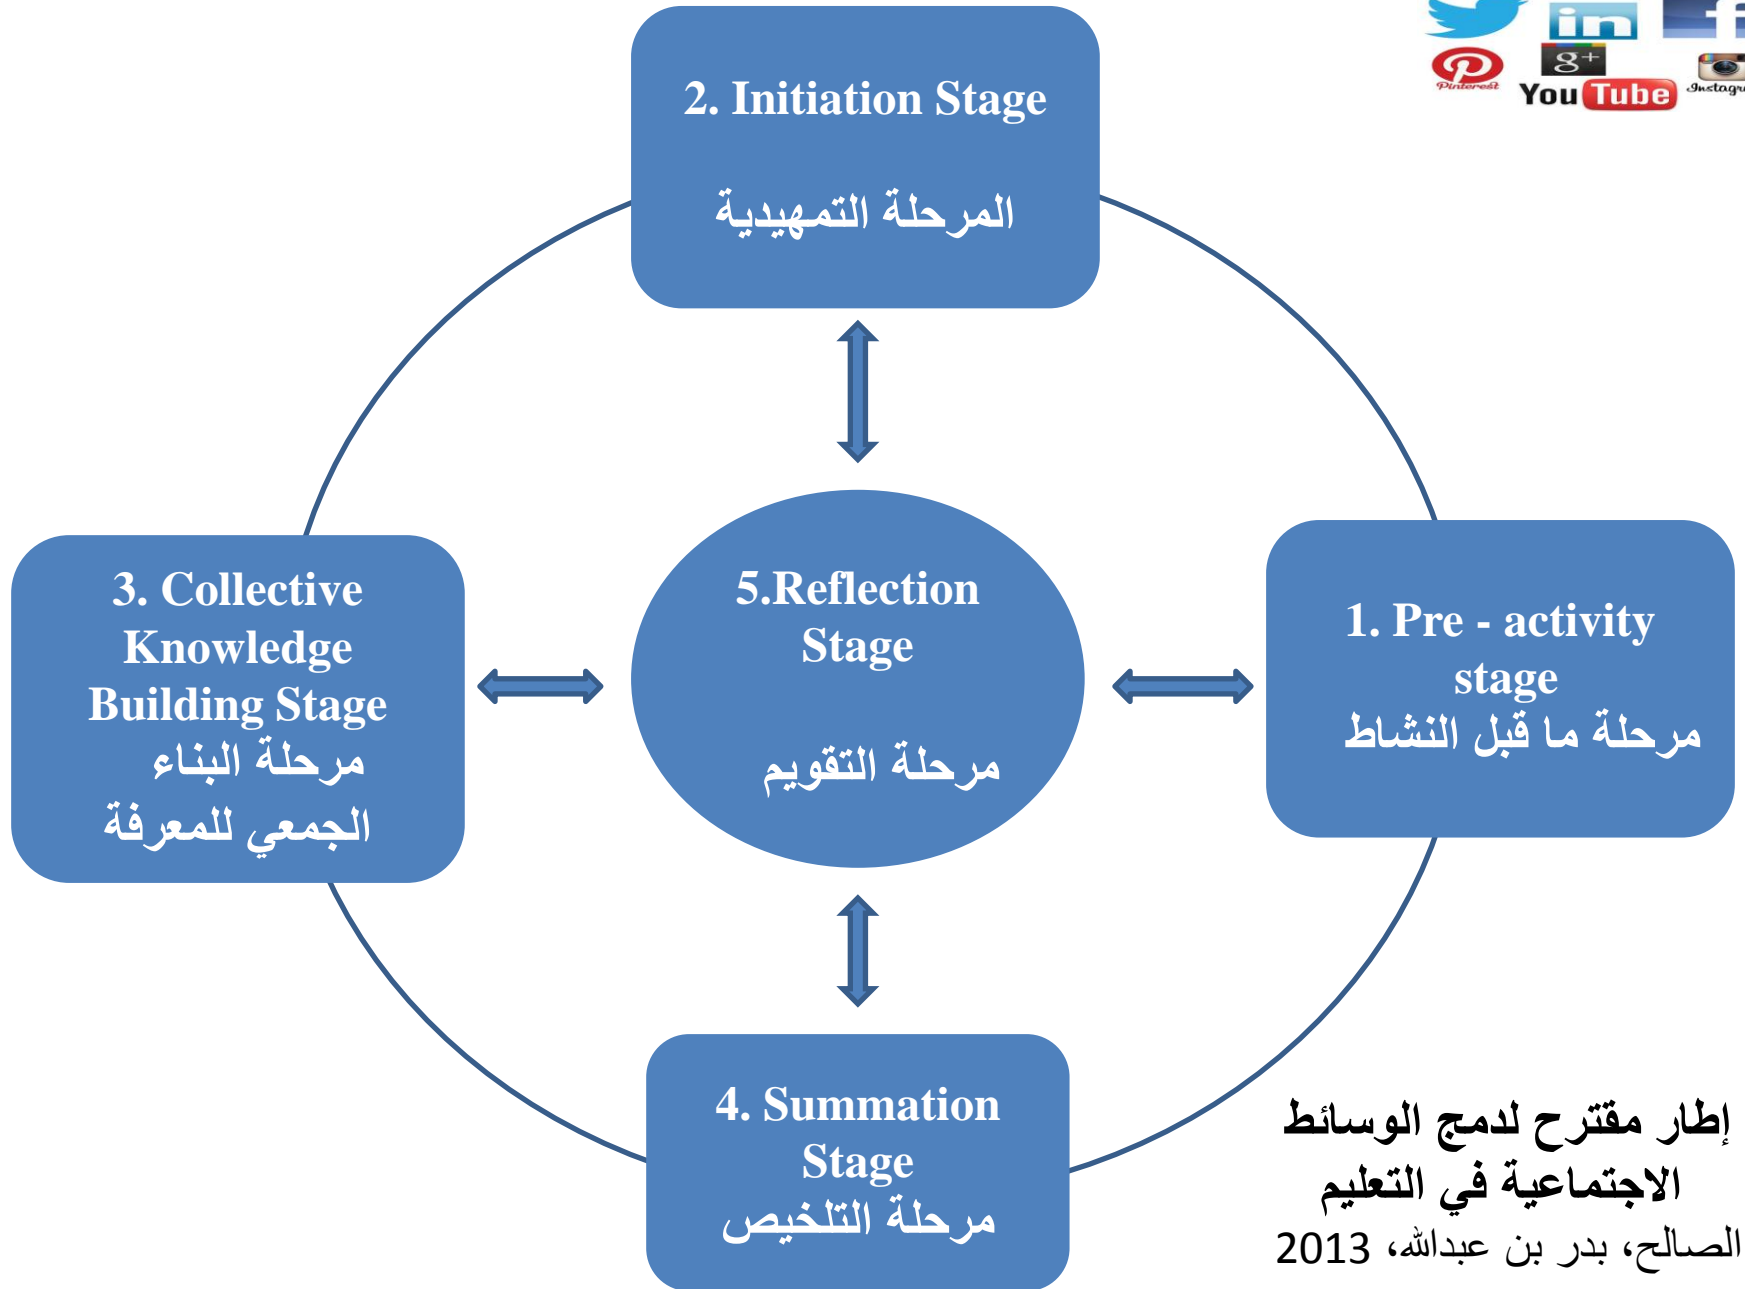 in
f
Pinterest
g+
You Tube
Instagr
2. Initiation Stage
المرحلة التمهيدية
1. Pre - activity
stage
مرحلة ما قبل النشاط
5.Reflection
Stage
مرحلة التقويم
3. Collective
Knowledge
Building Stage
مرحلة البناء
الجمعي للمعرفة
4. Summation
Stage
مرحلة التلخيص
إطار مقترح لدمج الوسائط
الاجتماعية في التعليم
الصالح، بدر بن عبدالله، 2013